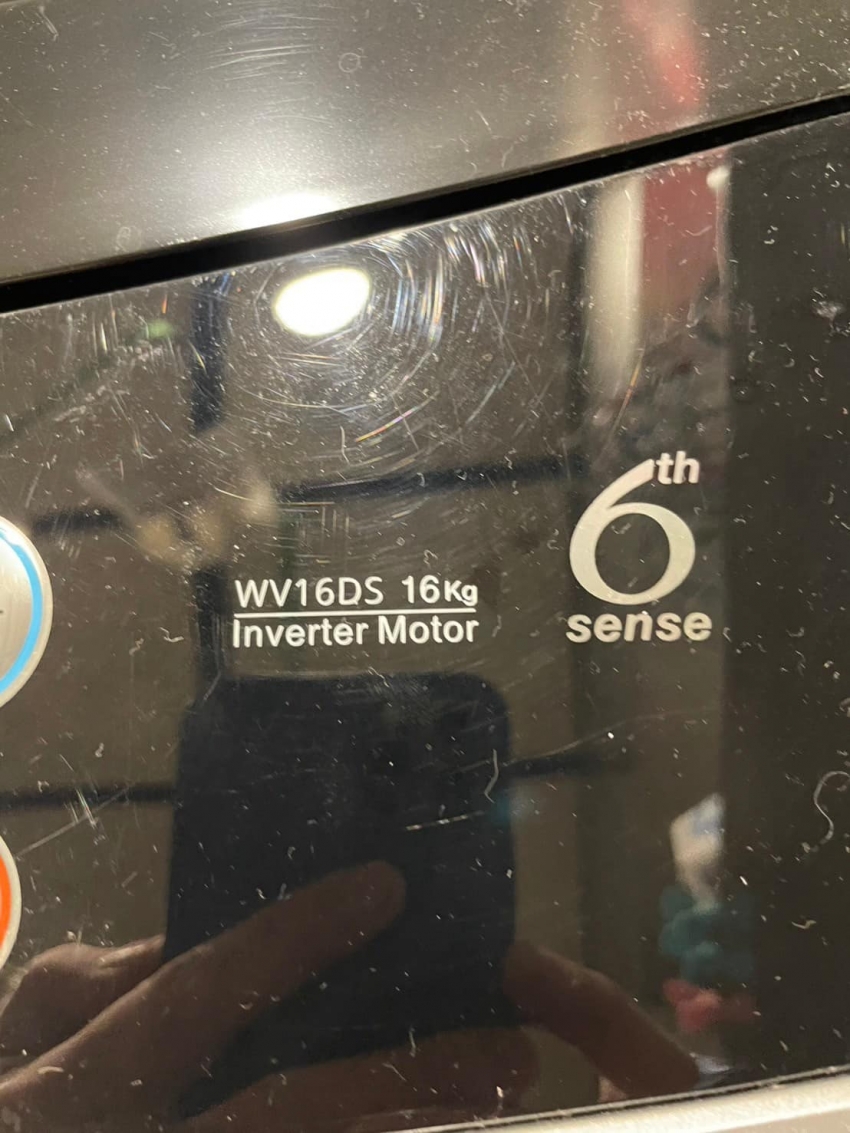 6th
sense
WV16DS 16Kg
Inverter Motor